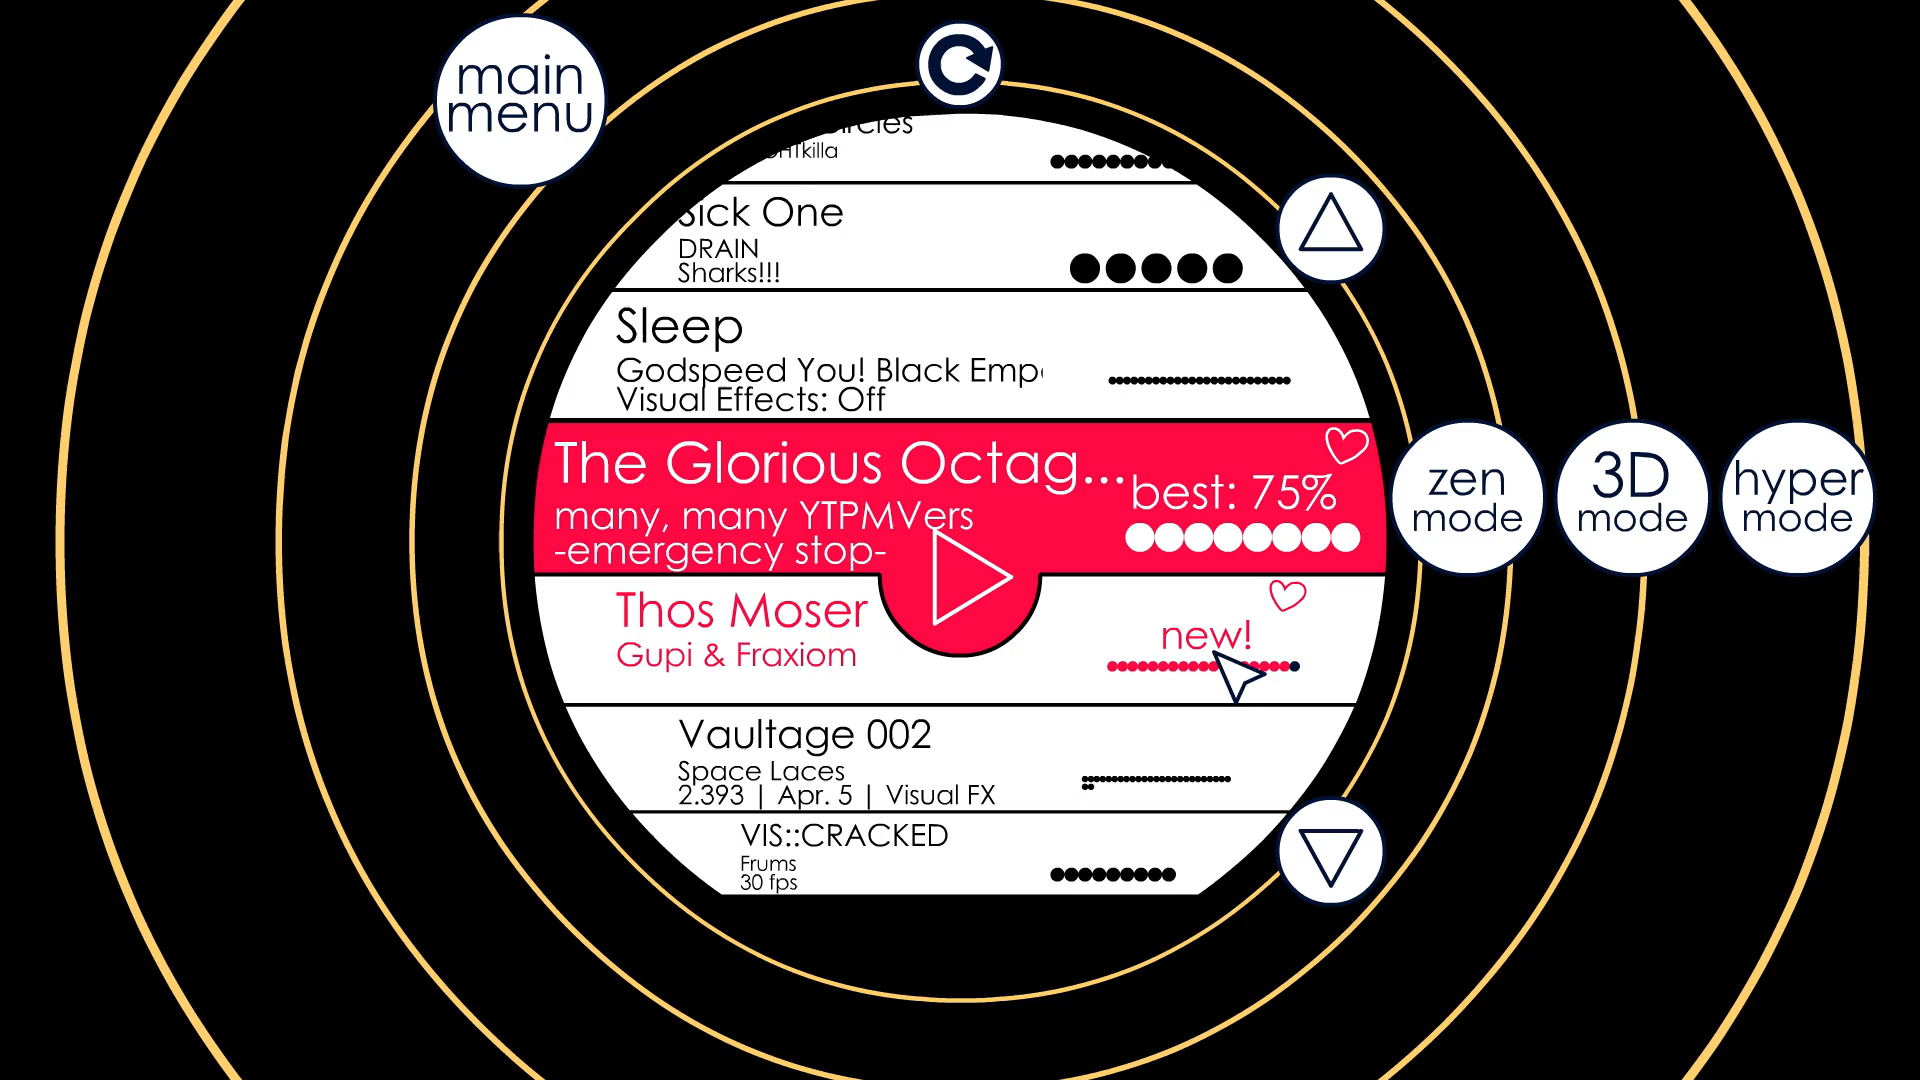 main
menu
Sick One
DRAIN
Sharks!!!
Sleep
Godspeed You! Black
Visual Effects: Off
The Glorious Octag...
best: 75%
many, many YTPMVers
-emergency stop-
zen
mode
3D
mode
hyper
mode
Thos Moser
Gupi & Fraxiom
new!
Vaultage 002
Space Laces
2.393 | Apr. 5 | Visual FX
VIS::CRACKED
Frums
30 fps